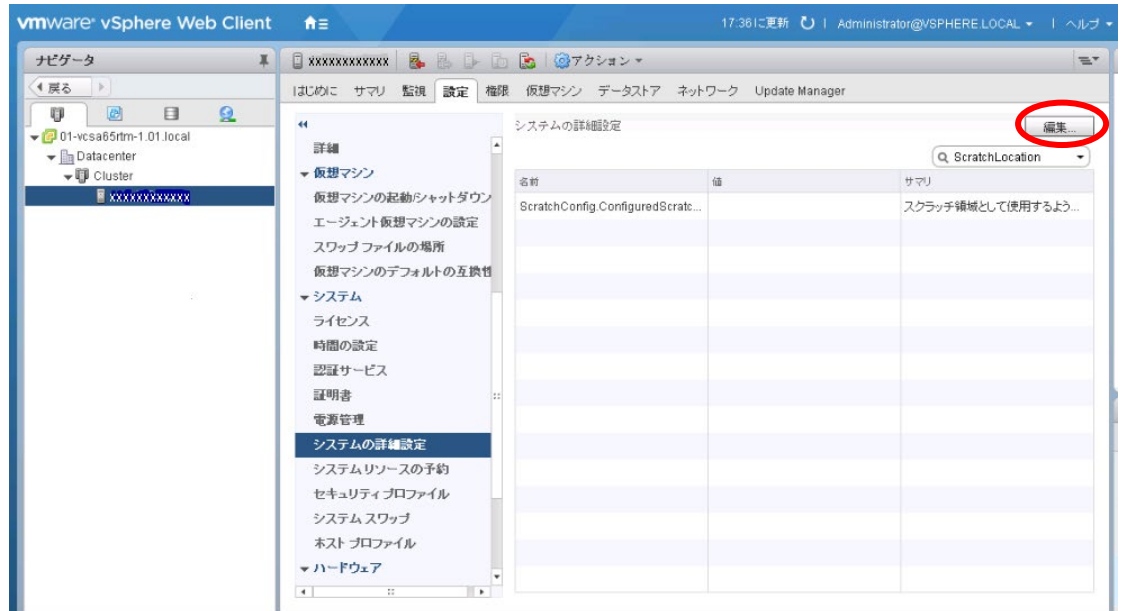 vmware® vSphere Web Client
17:36に更新 | Administrator@VSPHERE.LOCAL | ヘルプ
ナビゲータ
戻る
01-vcsa65rtm-1.01.local
Datacenter
Cluster
xxxxxxxxxxxx
xxxxxxxxxxxx アクション
はじめに サマリ 監視 設定 権限 仮想マシン データストア ネットワーク Update Manager
詳細
仮想マシン
仮想マシンの起動/シャットダウン
エージェント仮想マシンの設定
スワップ ファイルの場所
仮想マシンのデフォルトの互換性
システム
ライセンス
時間の設定
認証サービス
証明書
電源管理
システムの詳細設定
システム リソースの予約
セキュリティ プロファイル
システム スワップ
ホスト プロファイル
ハードウェア
システムの詳細設定
編集...
ScratchLocation
名前 値 サマリ
ScratchConfig.ConfiguredScratc... スクラッチ領域として使用するよう...